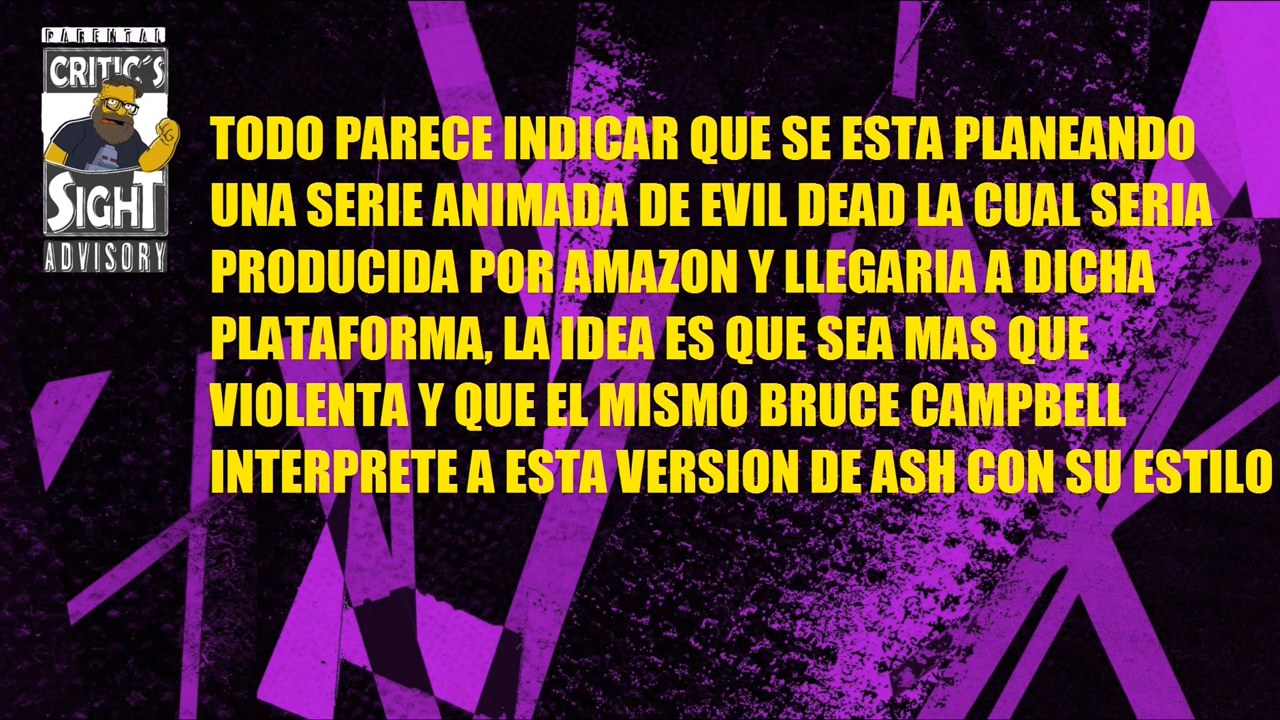 PARENTAL
CRITIC´S
SIGHT
ADVISORY
TODO PARECE INDICAR QUE SE ESTA PLANEANDO
UNA SERIE ANIMADA DE EVIL DEAD LA CUAL SERIA
PRODUCIDA POR AMAZON Y LLEGARIA A DICHA
PLATAFORMA, LA IDEA ES QUE SEA MAS QUE
VIOLENTA Y QUE EL MISMO BRUCE CAMPBELL
INTERPRETE A ESTA VERSION DE ASH CON SU ESTILO